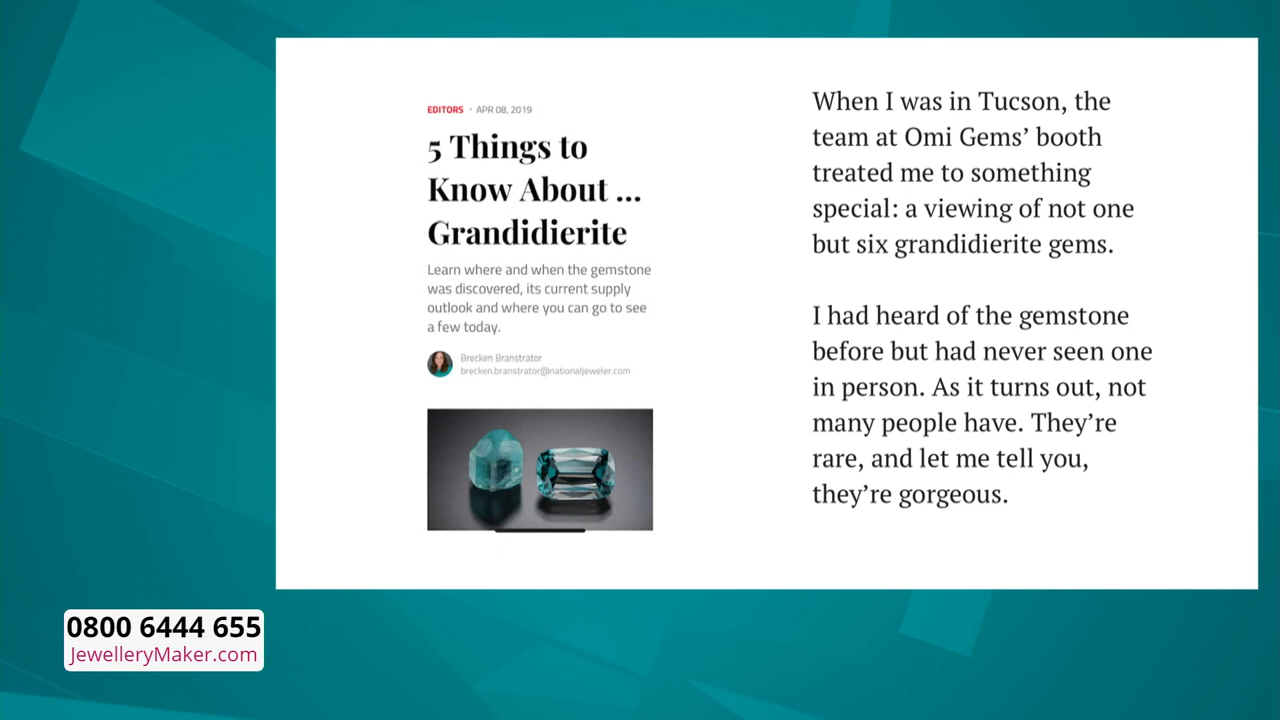 EDITORS • APR 08, 2019
5 Things to
Know About ...
Grandidierite
Learn where and when the gemstone
was discovered, its current supply
outlook and where you can go to see
a few today.
Brecken Branstrator
brecken.branstrator@nationaljeweler.com
When I was in Tucson, the
team at Omi Gems’ booth
treated me to something
special: a viewing of not one
but six grandidierite gems.
I had heard of the gemstone
before but had never seen one
in person. As it turns out, not
many people have. They’re
rare, and let me tell you,
they’re gorgeous.
0800 6444 655
JewelleryMaker.com